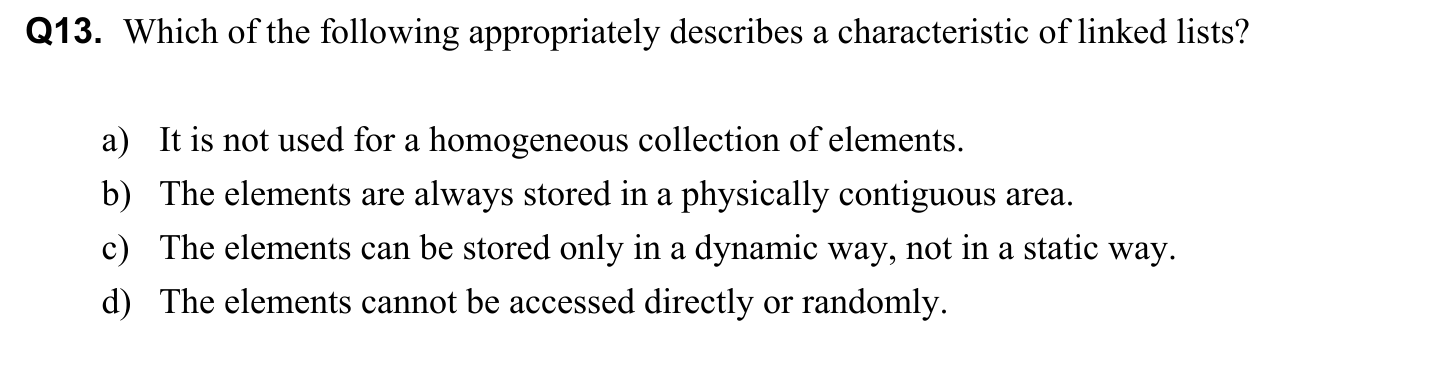 Q13. Which of the following appropriately describes a characteristic of linked lists?
a) It is not used for a homogeneous collection of elements.
b) The elements are always stored in a physically contiguous area.
c) The elements can be stored only in a dynamic way, not in a static way.
d) The elements cannot be accessed directly or randomly.